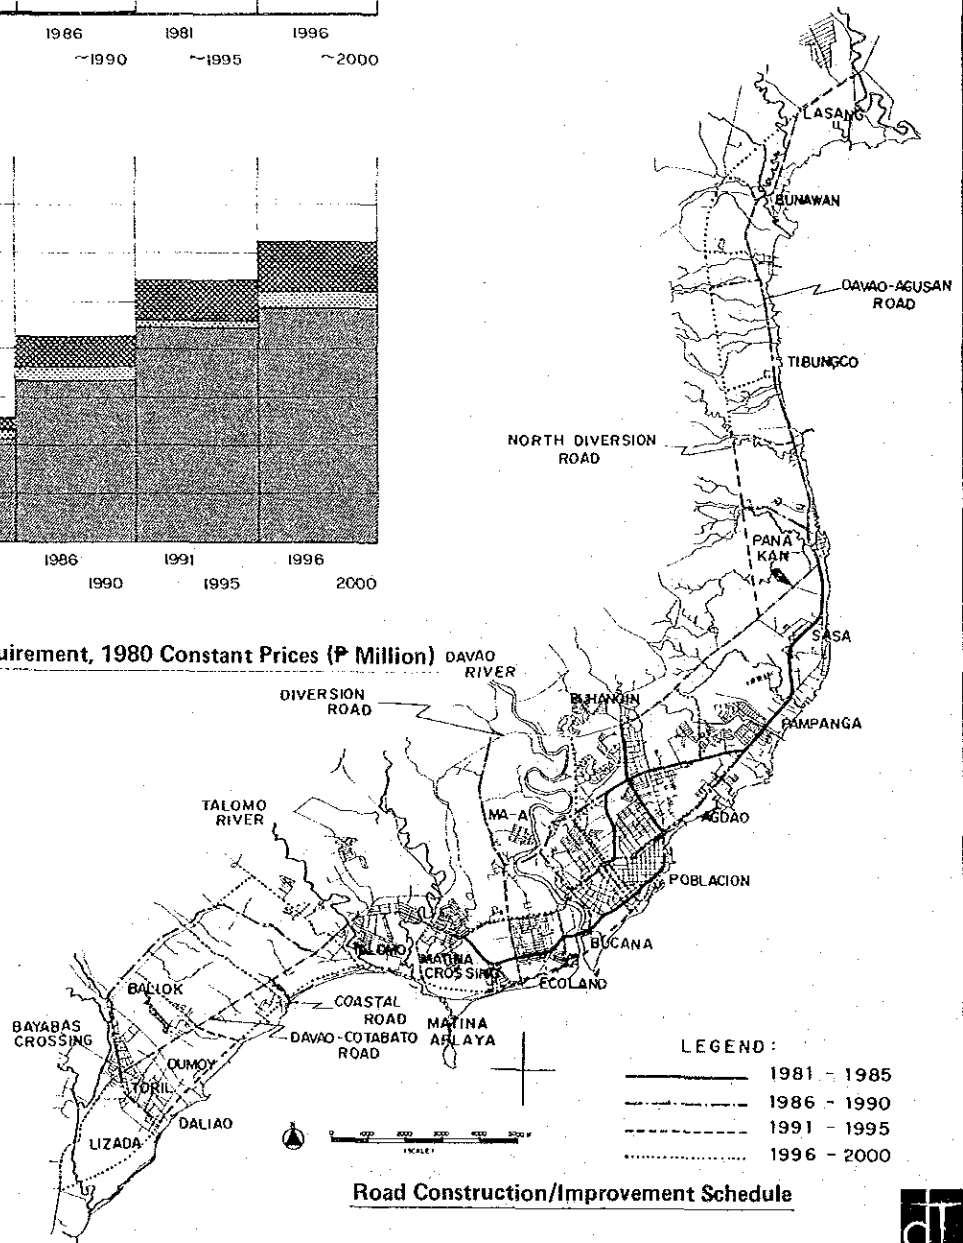 1986
~1990
1981
~1995
1996
~2000
1986
1990
1991
1995
1996
2000
uirement, 1980 Constant Prices (₱ Million)
LASANG
BUNAWAN
DAVAO-AGUSAN
ROAD
TIBUNGCO
NORTH DIVERSION
ROAD
PANA
KAN
SASA
DAVAO
RIVER
DIVERSION
ROAD
BUHANGIN
PAMPANGA
TALOMO
RIVER
MA-A
AGDAO
POBLACION
BUCANA
TALOMO
MATINA
CROSSING
ECOLAND
BALIOK
COASTAL
ROAD
MATINA
APLAYA
BAYABAS
CROSSING
DAVAO-COTABATO
ROAD
DUMOY
TORIL
DALIAO
LIZADA
LEGEND:
1981 - 1985
1986 - 1990
1991 - 1995
1996 - 2000
(SCALE)
Road Construction/Improvement Schedule
dT